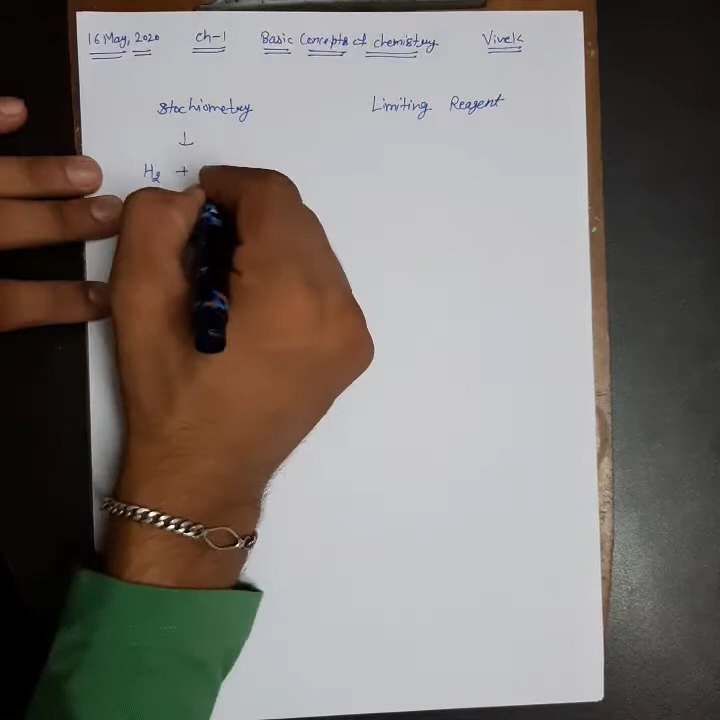 16 May, 2020 Ch-1 Basic Concepts of chemistry Vivek
Stochiometry Limiting Reagent
↓
H₂ +